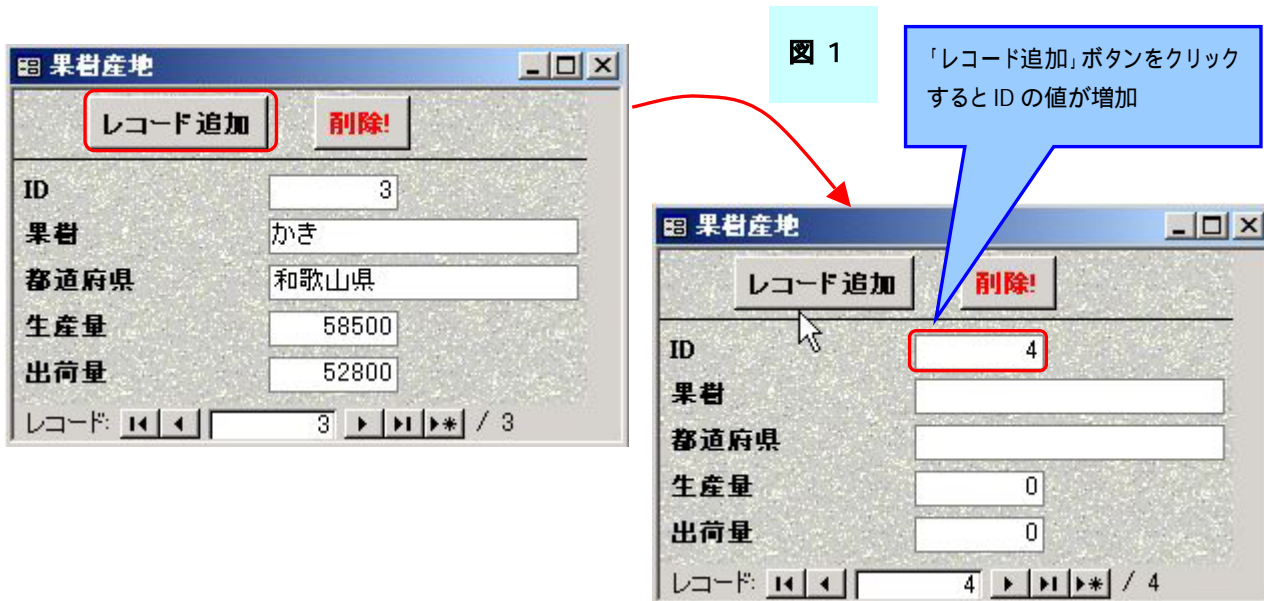 図 1
「レコード追加」ボタンをクリック
すると ID の値が増加
果樹産地
レコード追加 削除!
ID 3
果樹 かき
都道府県 和歌山県
生産量 58500
出荷量 52800
レコード: 3 / 3
果樹産地
レコード追加 削除!
ID 4
果樹
都道府県
生産量 0
出荷量 0
レコード: 4 / 4